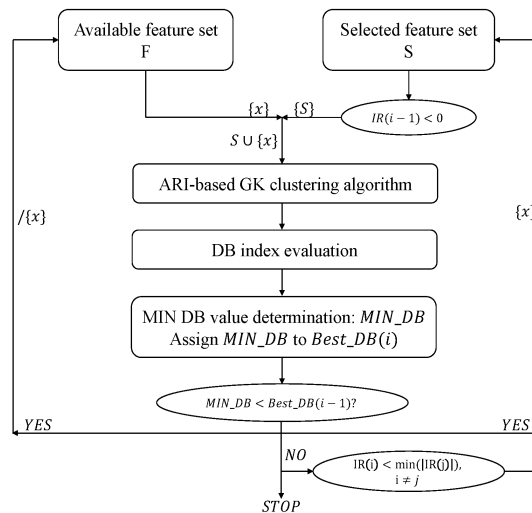 Available feature set
F
Selected feature set
S
{x}
{S}
IR(i − 1) < 0
S ∪ {x}
ARI-based GK clustering algorithm
/{x}
{x}
DB index evaluation
MIN DB value determination: MIN_DB
Assign MIN_DB to Best_DB(i)
MIN_DB < Best_DB(i − 1)?
YES
YES
NO
IR(i) < min(|IR(j)|),
i ≠ j
STOP